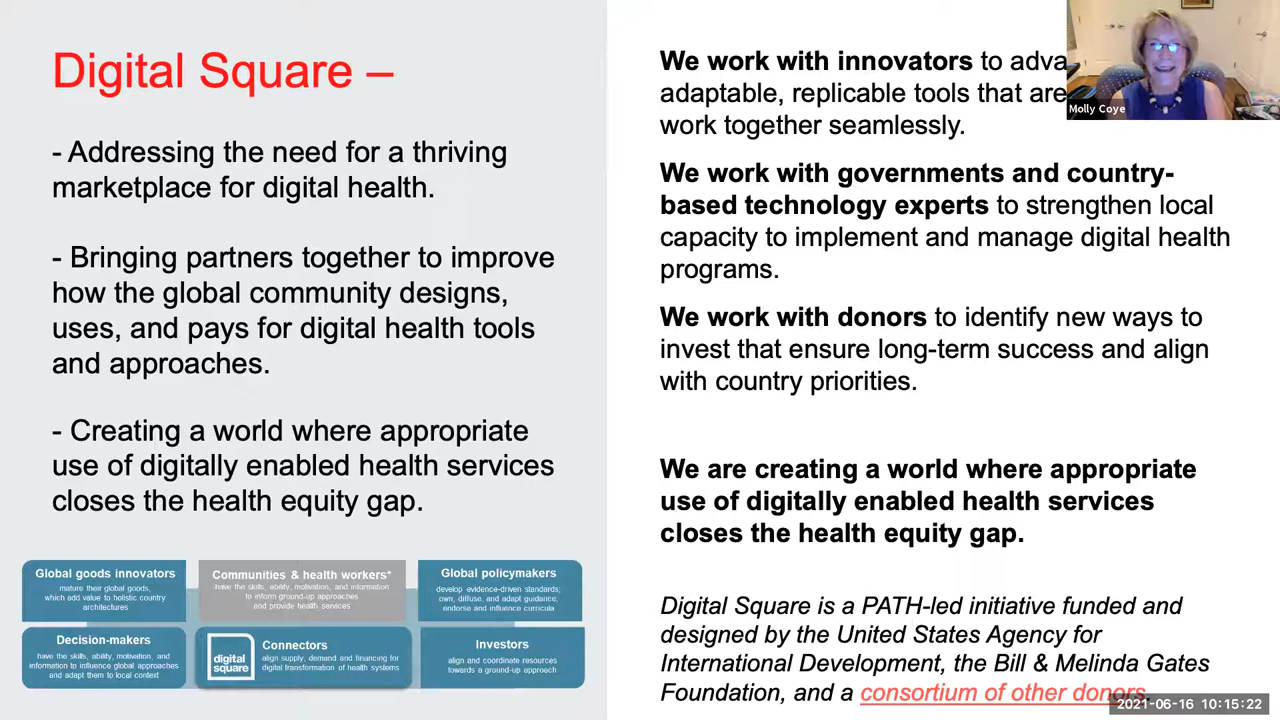 Digital Square –
- Addressing the need for a thriving
marketplace for digital health.
- Bringing partners together to improve
how the global community designs,
uses, and pays for digital health tools
and approaches.
- Creating a world where appropriate
use of digitally enabled health services
closes the health equity gap.
Global goods innovators
mature their global goods,
which add value to holistic country
architectures
Communities & health workers*
have the skills, ability, motivation, and information
to inform ground-up approaches
and provide health services
Global policymakers
develop evidence-driven standards;
own, diffuse, and adapt guidance;
endorse and influence curricula
Decision-makers
have the skills, ability, motivation, and
information to influence global approaches
and adapt them to local context
digital
square
Connectors
align supply, demand and financing for
digital transformation of health systems
Investors
align and coordinate resources
towards a ground-up approach
We work with innovators to adva
adaptable, replicable tools that are
work together seamlessly.
We work with governments and country-
based technology experts to strengthen local
capacity to implement and manage digital health
programs.
We work with donors to identify new ways to
invest that ensure long-term success and align
with country priorities.
We are creating a world where appropriate
use of digitally enabled health services
closes the health equity gap.
Digital Square is a PATH-led initiative funded and
designed by the United States Agency for
International Development, the Bill & Melinda Gates
Foundation, and a consortium of other donors.
Molly Coye
2021-06-16 10:15:22